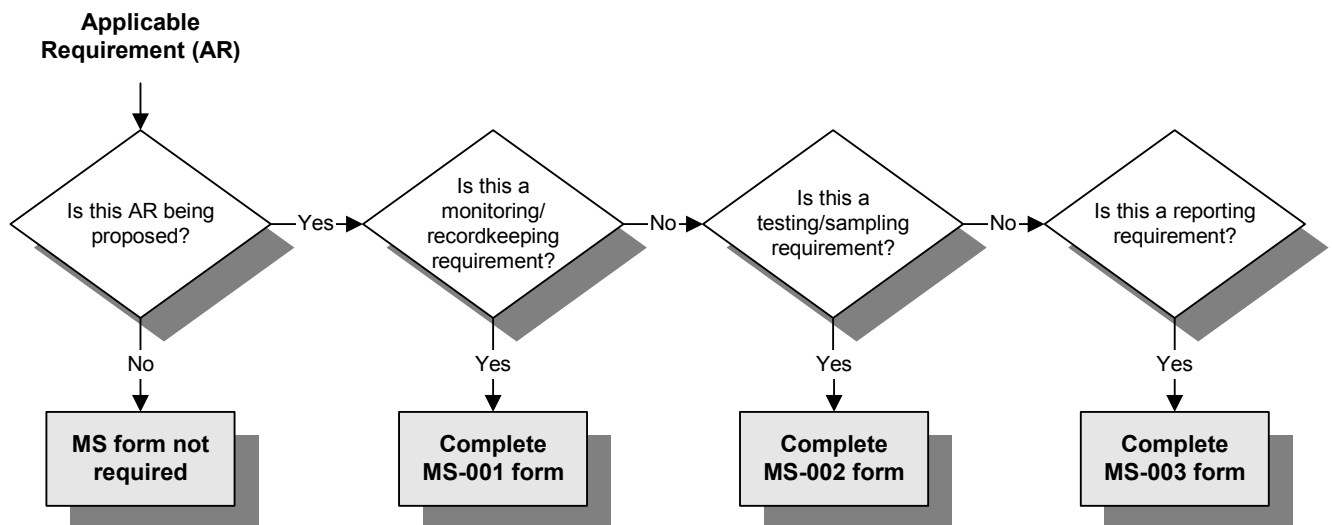 Applicable
Requirement (AR)
Is this AR being
proposed?
Yes
Is this a
monitoring/
recordkeeping
requirement?
No
Is this a
testing/sampling
requirement?
No
Is this a reporting
requirement?
No
Yes
Yes
Yes
MS form not
required
Complete
MS-001 form
Complete
MS-002 form
Complete
MS-003 form